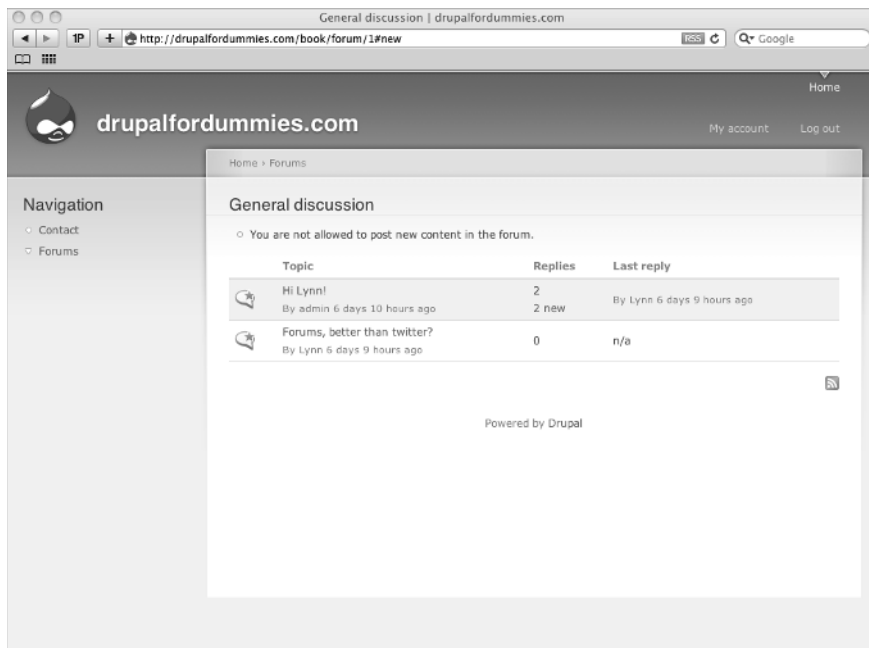 General discussion | drupalfordummies.com
1P + http://drupalfordummies.com/book/forum/1#new RSS Google
Home
drupalfordummies.com
My account Log out
Home › Forums
Navigation
Contact
Forums
General discussion
You are not allowed to post new content in the forum.
Topic Replies Last reply
Hi Lynn! 2
By admin 6 days 10 hours ago 2 new By Lynn 6 days 9 hours ago
Forums, better than twitter?
By Lynn 6 days 9 hours ago 0 n/a
Powered by Drupal